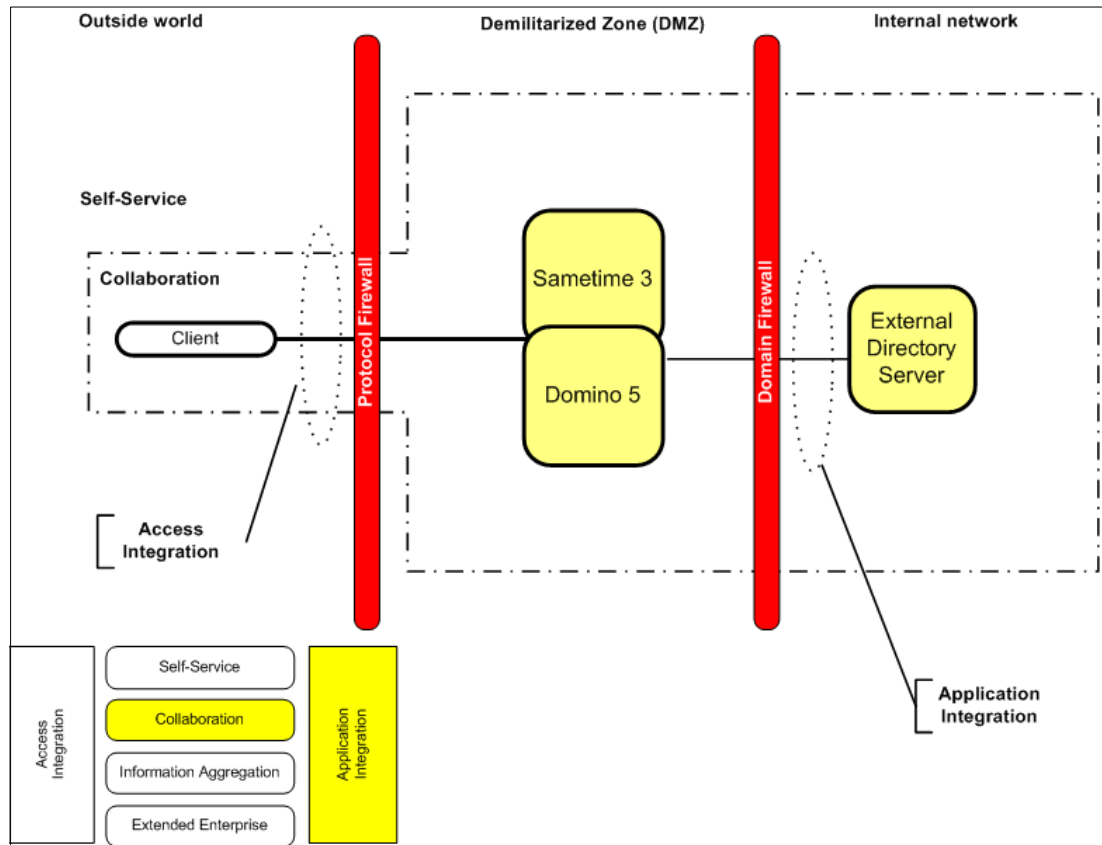 Outside world
Demilitarized Zone (DMZ)
Internal network
Self-Service
Collaboration
Client
Protocol Firewall
Sametime 3
Domino 5
Domain Firewall
External
Directory
Server
Access
Integration
Application
Integration
Access
Integration
Self-Service
Collaboration
Information Aggregation
Extended Enterprise
Application
Integration